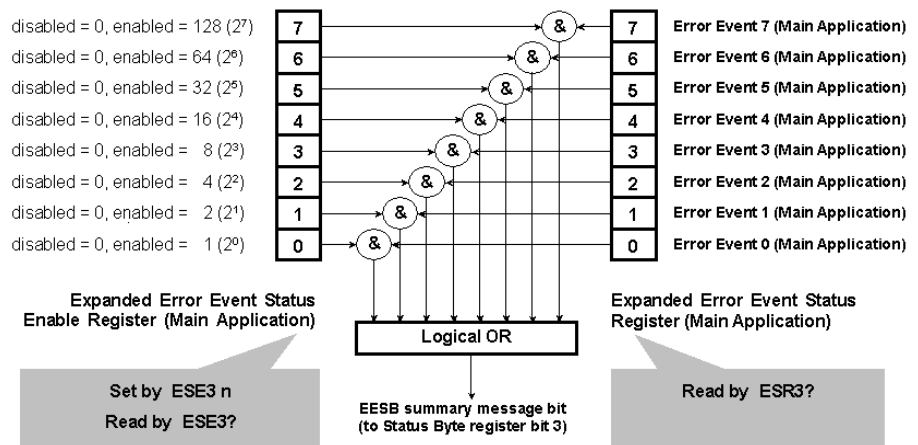 disabled = 0, enabled = 128 (2⁷) 7 & 7 Error Event 7 (Main Application)
disabled = 0, enabled = 64 (2⁶) 6 & 6 Error Event 6 (Main Application)
disabled = 0, enabled = 32 (2⁵) 5 & 5 Error Event 5 (Main Application)
disabled = 0, enabled = 16 (2⁴) 4 & 4 Error Event 4 (Main Application)
disabled = 0, enabled = 8 (2³) 3 & 3 Error Event 3 (Main Application)
disabled = 0, enabled = 4 (2²) 2 & 2 Error Event 2 (Main Application)
disabled = 0, enabled = 2 (2¹) 1 & 1 Error Event 1 (Main Application)
disabled = 0, enabled = 1 (2⁰) 0 & 0 Error Event 0 (Main Application)
Expanded Error Event Status
Enable Register (Main Application)
Expanded Error Event Status
Register (Main Application)
Logical OR
Set by ESE3 n
Read by ESE3?
Read by ESR3?
EESB summary message bit
(to Status Byte register bit 3)